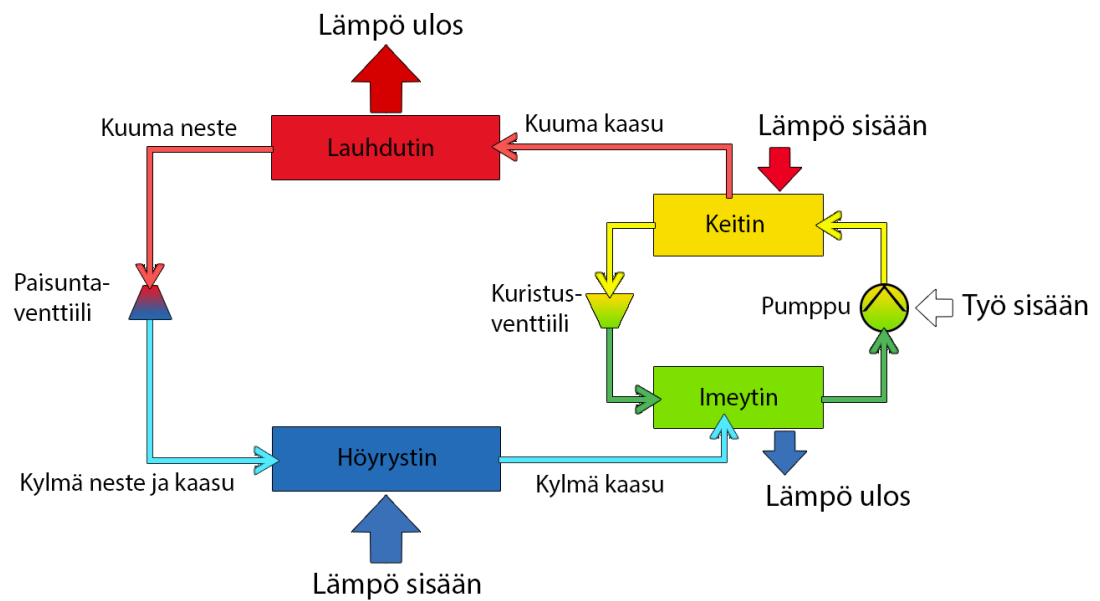 Lämpö ulos
Kuuma neste
Kuuma kaasu
Lämpö sisään
Lauhdutin
Keitin
Paisunta-
venttiili
Kuristus-
venttiili
Pumppu
Työ sisään
Imeytin
Höyrystin
Kylmä neste ja kaasu
Kylmä kaasu
Lämpö ulos
Lämpö sisään